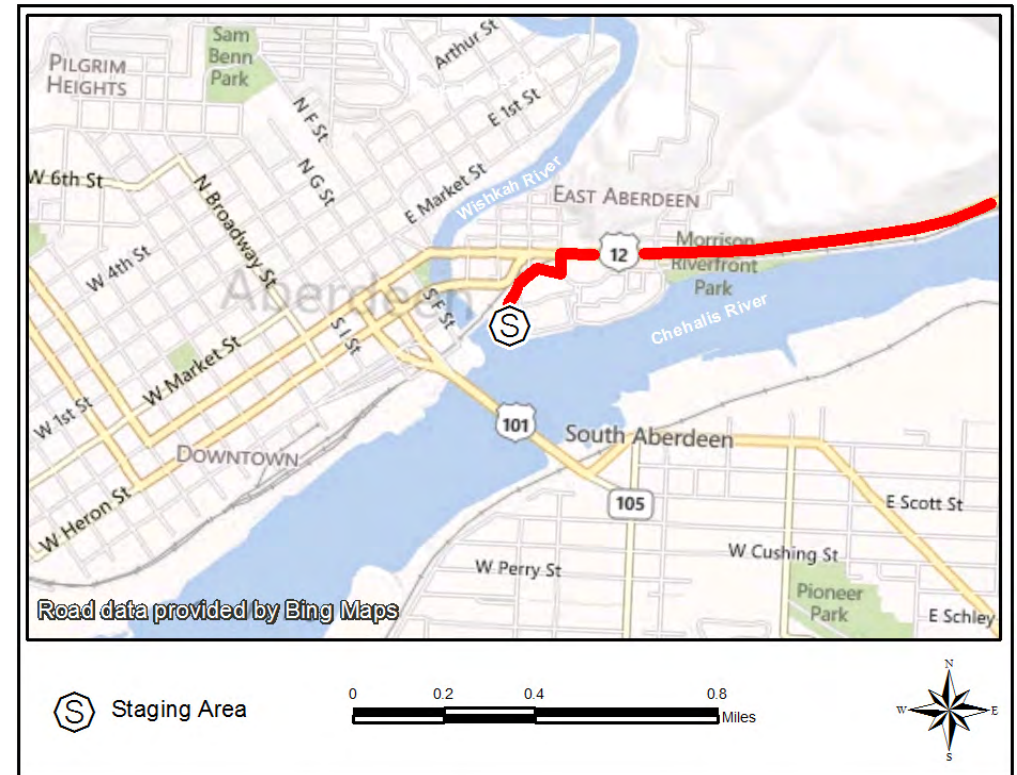 Sam
Benn
Park
Arthur St
PILGRIM
HEIGHTS
N F St
E 1st St
N G St
W 6th St
N Broadway St
E Market St
Wishkah River
EAST ABERDEEN
W 4th St
12
Morrison
Riverfront
Park
Aberdeen
S F St
S
Chehalis River
S I St
W Market St
W 1st St
101
South Aberdeen
DOWNTOWN
105
E Scott St
W Heron St
W Cushing St
W Perry St
Pioneer
Park
E Schley
Road data provided by Bing Maps
S Staging Area
0 0.2 0.4 0.8
Miles
N
W E
S